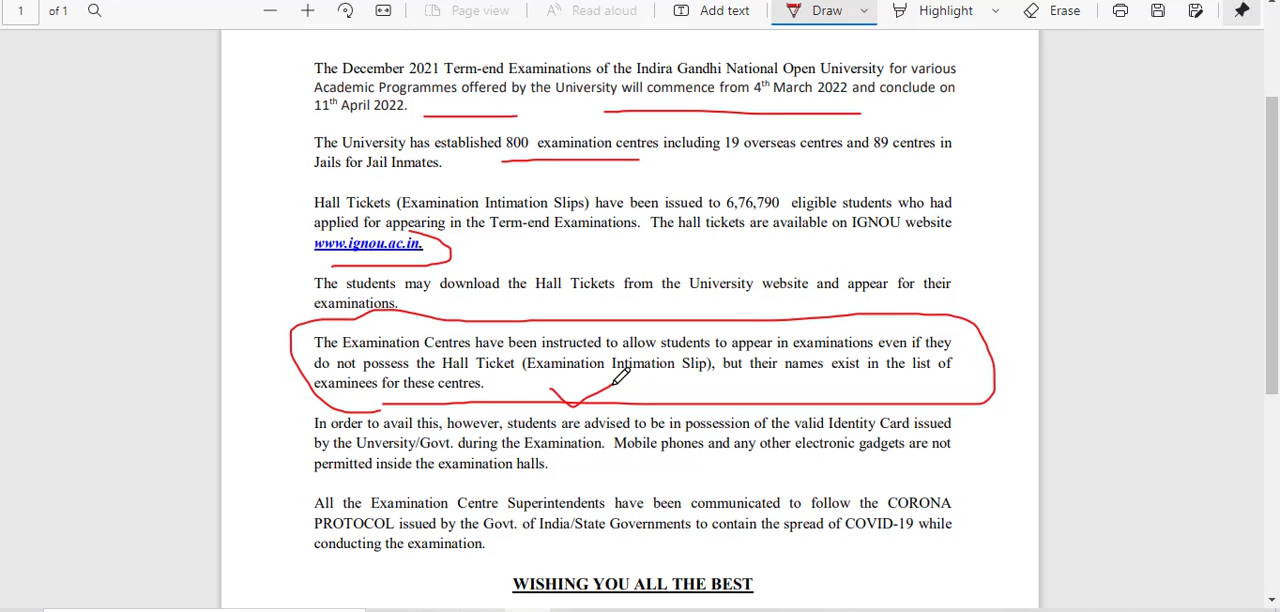 1 of 1 Page view Read aloud Add text Draw Highlight Erase
The December 2021 Term-end Examinations of the Indira Gandhi National Open University for various
Academic Programmes offered by the University will commence from 4th March 2022 and conclude on
11th April 2022.
The University has established 800 examination centres including 19 overseas centres and 89 centres in
Jails for Jail Inmates.
Hall Tickets (Examination Intimation Slips) have been issued to 6,76,790 eligible students who had
applied for appearing in the Term-end Examinations. The hall tickets are available on IGNOU website
www.ignou.ac.in.
The students may download the Hall Tickets from the University website and appear for their
examinations.
The Examination Centres have been instructed to allow students to appear in examinations even if they
do not possess the Hall Ticket (Examination Intimation Slip), but their names exist in the list of
examinees for these centres.
In order to avail this, however, students are advised to be in possession of the valid Identity Card issued
by the Unversity/Govt. during the Examination. Mobile phones and any other electronic gadgets are not
permitted inside the examination halls.
All the Examination Centre Superintendents have been communicated to follow the CORONA
PROTOCOL issued by the Govt. of India/State Governments to contain the spread of COVID-19 while
conducting the examination.
WISHING YOU ALL THE BEST